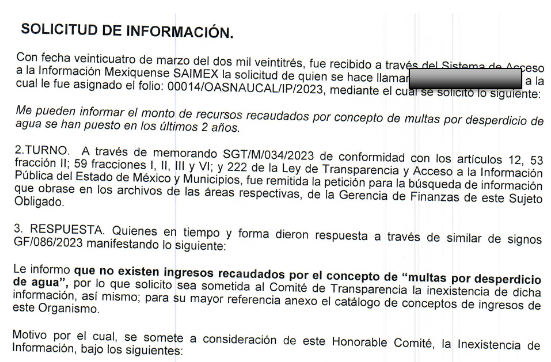 SOLICITUD DE INFORMACIÓN.
Con fecha veinticuatro de marzo del dos mil veintitrés, fue recibido a través del Sistema de Acceso
a la Información Mexiquense SAIMEX la solicitud de quien se hace llamar a la
cual le fue asignado el folio: 00014/OASNAUCAL/IP/2023, mediante el cual se solicitó lo siguiente:
Me pueden informar el monto de recursos recaudados por concepto de multas por desperdicio de
agua se han puesto en los últimos 2 años.
2.TURNO. A través de memorando SGT/M/034/2023 de conformidad con los artículos 12, 53
fracción II; 59 fracciones I, II, III y VI; y 222 de la Ley de Transparencia y Acceso a la Información
Pública del Estado de México y Municipios, fue remitida la petición para la búsqueda de información
que obrase en los archivos de las áreas respectivas, de la Gerencia de Finanzas de este Sujeto
Obligado.
3. RESPUESTA. Quienes en tiempo y forma dieron respuesta a través de similar de signos
GF/086/2023 manifestando lo siguiente:
Le informo que no existen ingresos recaudados por el concepto de “multas por desperdicio
de agua”, por lo que solicito sea sometida al Comité de Transparencia la inexistencia de dicha
información, así mismo; para su mayor referencia anexo el catálogo de conceptos de ingresos de
este Organismo.
Motivo por el cual, se somete a consideración de este Honorable Comité, la Inexistencia de
Información, bajo los siguientes: